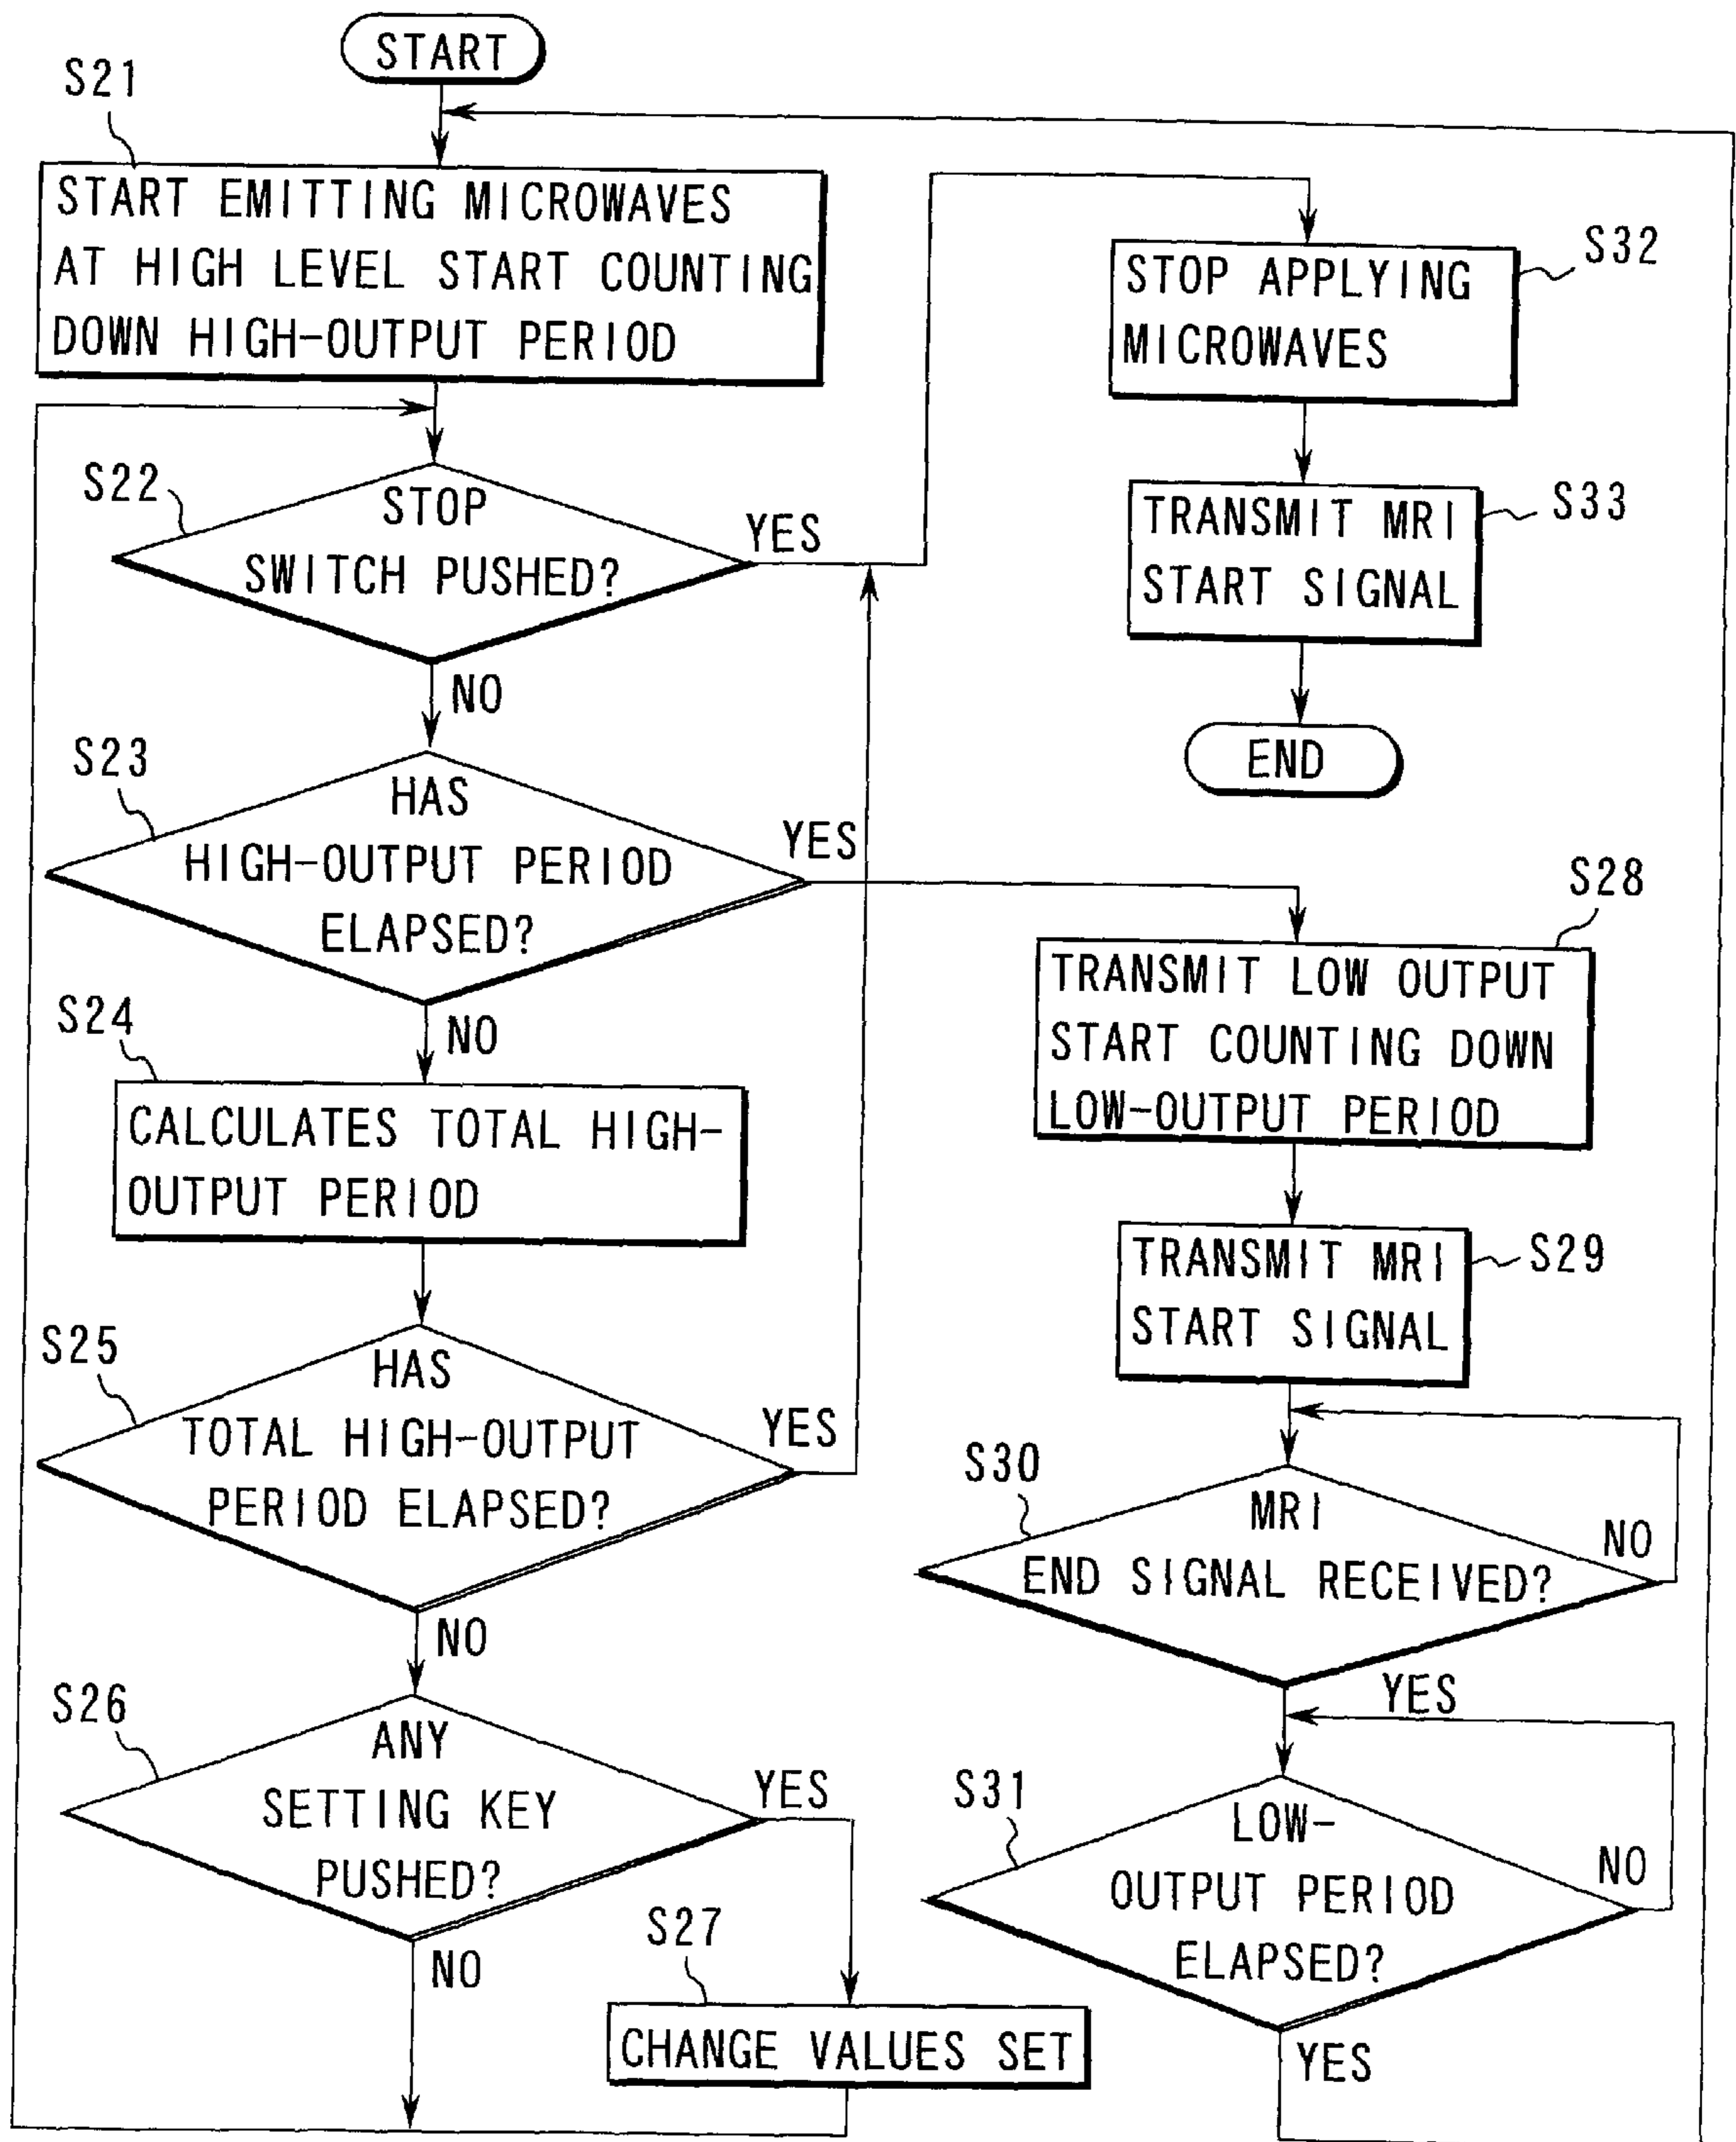 START
S21
START EMITTING MICROWAVES
AT HIGH LEVEL START COUNTING
DOWN HIGH-OUTPUT PERIOD
S22
STOP
SWITCH PUSHED?
YES
NO
S23
HAS
HIGH-OUTPUT PERIOD
ELAPSED?
YES
NO
S24
CALCULATES TOTAL HIGH-
OUTPUT PERIOD
S25
HAS
TOTAL HIGH-OUTPUT
PERIOD ELAPSED?
YES
NO
S26
ANY
SETTING KEY
PUSHED?
YES
NO
S27
CHANGE VALUES SET
S32
STOP APPLYING
MICROWAVES
S33
TRANSMIT MRI
START SIGNAL
END
S28
TRANSMIT LOW OUTPUT
START COUNTING DOWN
LOW-OUTPUT PERIOD
S29
TRANSMIT MRI
START SIGNAL
S30
MRI
END SIGNAL RECEIVED?
NO
YES
S31
LOW-
OUTPUT PERIOD
ELAPSED?
NO
YES